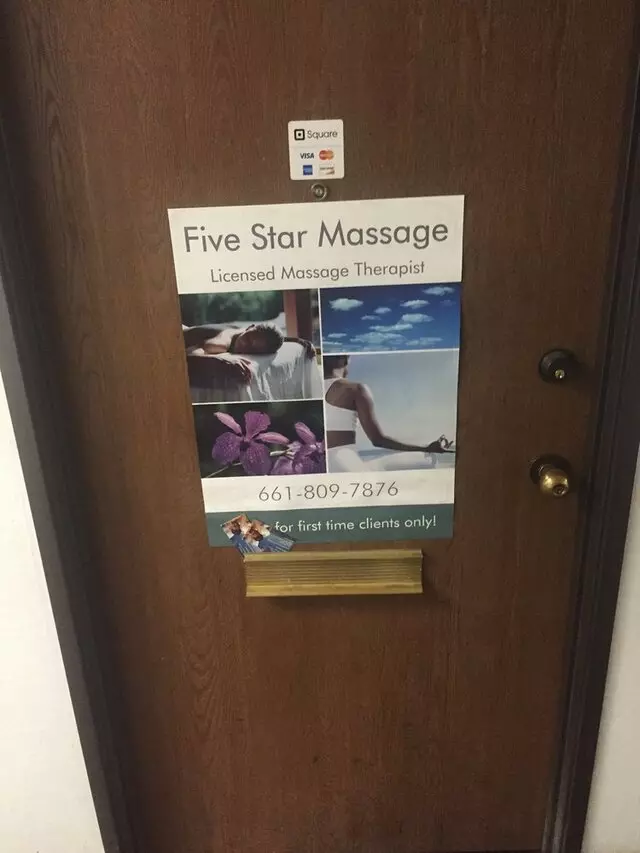 Square
VISA
Five Star Massage
Licensed Massage Therapist
661-809-7876
for first time clients only!